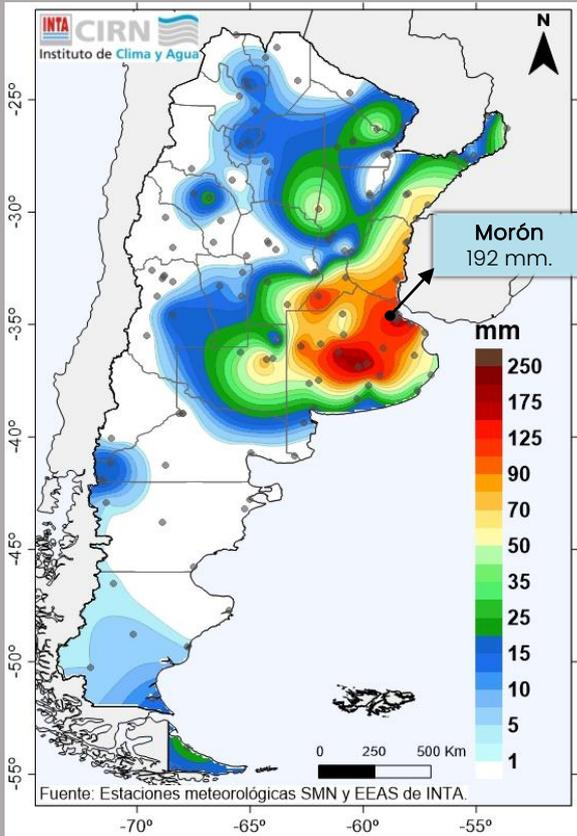 INTA CIRN
Instituto de Clima y Agua
N
-25°
-30°
-35°
-40°
-45°
-50°
-55°
Morón
192 mm.
mm
250
175
125
90
70
50
35
25
15
10
5
1
0 250 500 Km
Fuente: Estaciones meteorológicas SMN y EEAS de INTA.
-70° -65° -60° -55°